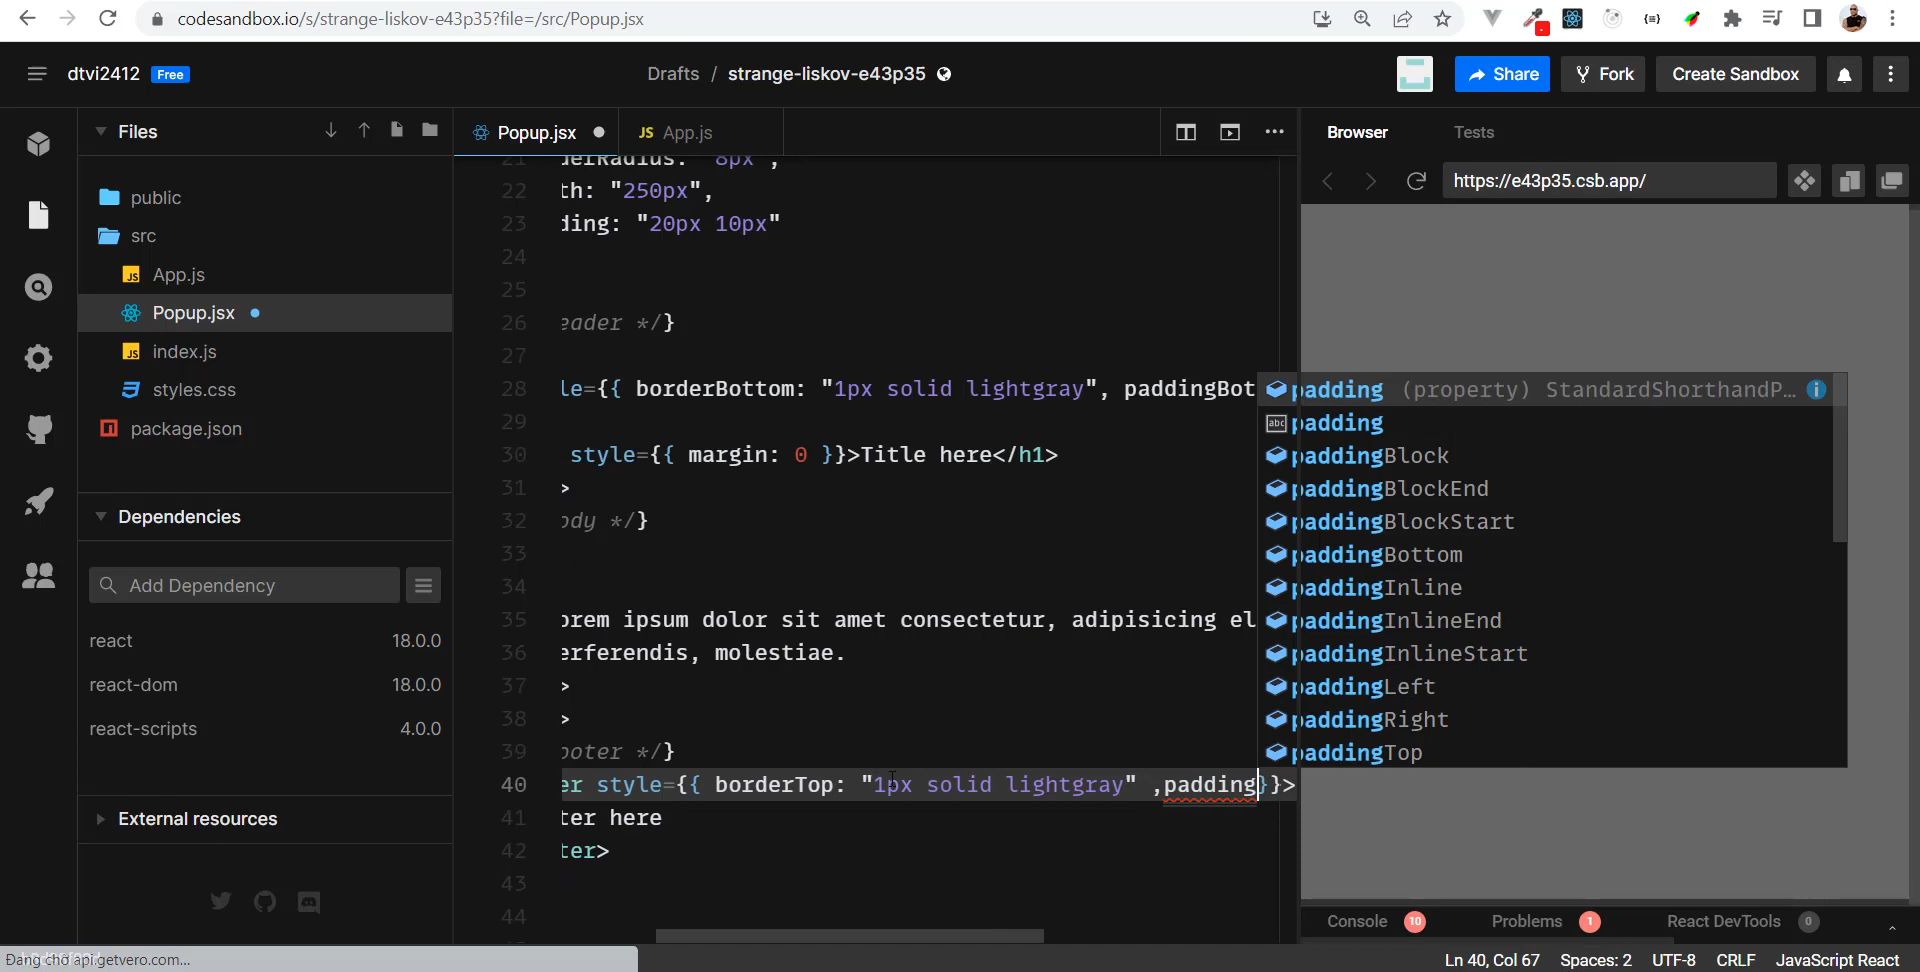 codesandbox.io/s/strange-liskov-e43p35?file=/src/Popup.jsx
dtvi2412 Free
Drafts / strange-liskov-e43p35
Share
Fork
Create Sandbox
Files
public
src
App.js
Popup.jsx
index.js
styles.css
package.json
Dependencies
Add Dependency
react 18.0.0
react-dom 18.0.0
react-scripts 4.0.0
External resources
Popup.jsx
JS App.js
21 derRadius: "8px",
22 th: "250px",
23 ding: "20px 10px"
24
25
26 eader */}
27
28 le={{ borderBottom: "1px solid lightgray", paddingBot
29
30 style={{ margin: 0 }}>Title here</h1>
31 >
32 ody */}
33
34
35 orem ipsum dolor sit amet consectetur, adipisicing el
36 erferendis, molestiae.
37 >
38 >
39 ooter */}
40 er style={{ borderTop: "1px solid lightgray" ,padding}}>
41 ter here
42 ter>
43
44
padding (property) StandardShorthandP…
abc padding
paddingBlock
paddingBlockEnd
paddingBlockStart
paddingBottom
paddingInline
paddingInlineEnd
paddingInlineStart
paddingLeft
paddingRight
paddingTop
Browser
Tests
https://e43p35.csb.app/
Console 10
Problems 1
React DevTools 0
Đang chờ api.getvero.com...
Ln 40, Col 67
Spaces: 2
UTF-8
CRLF
JavaScript React